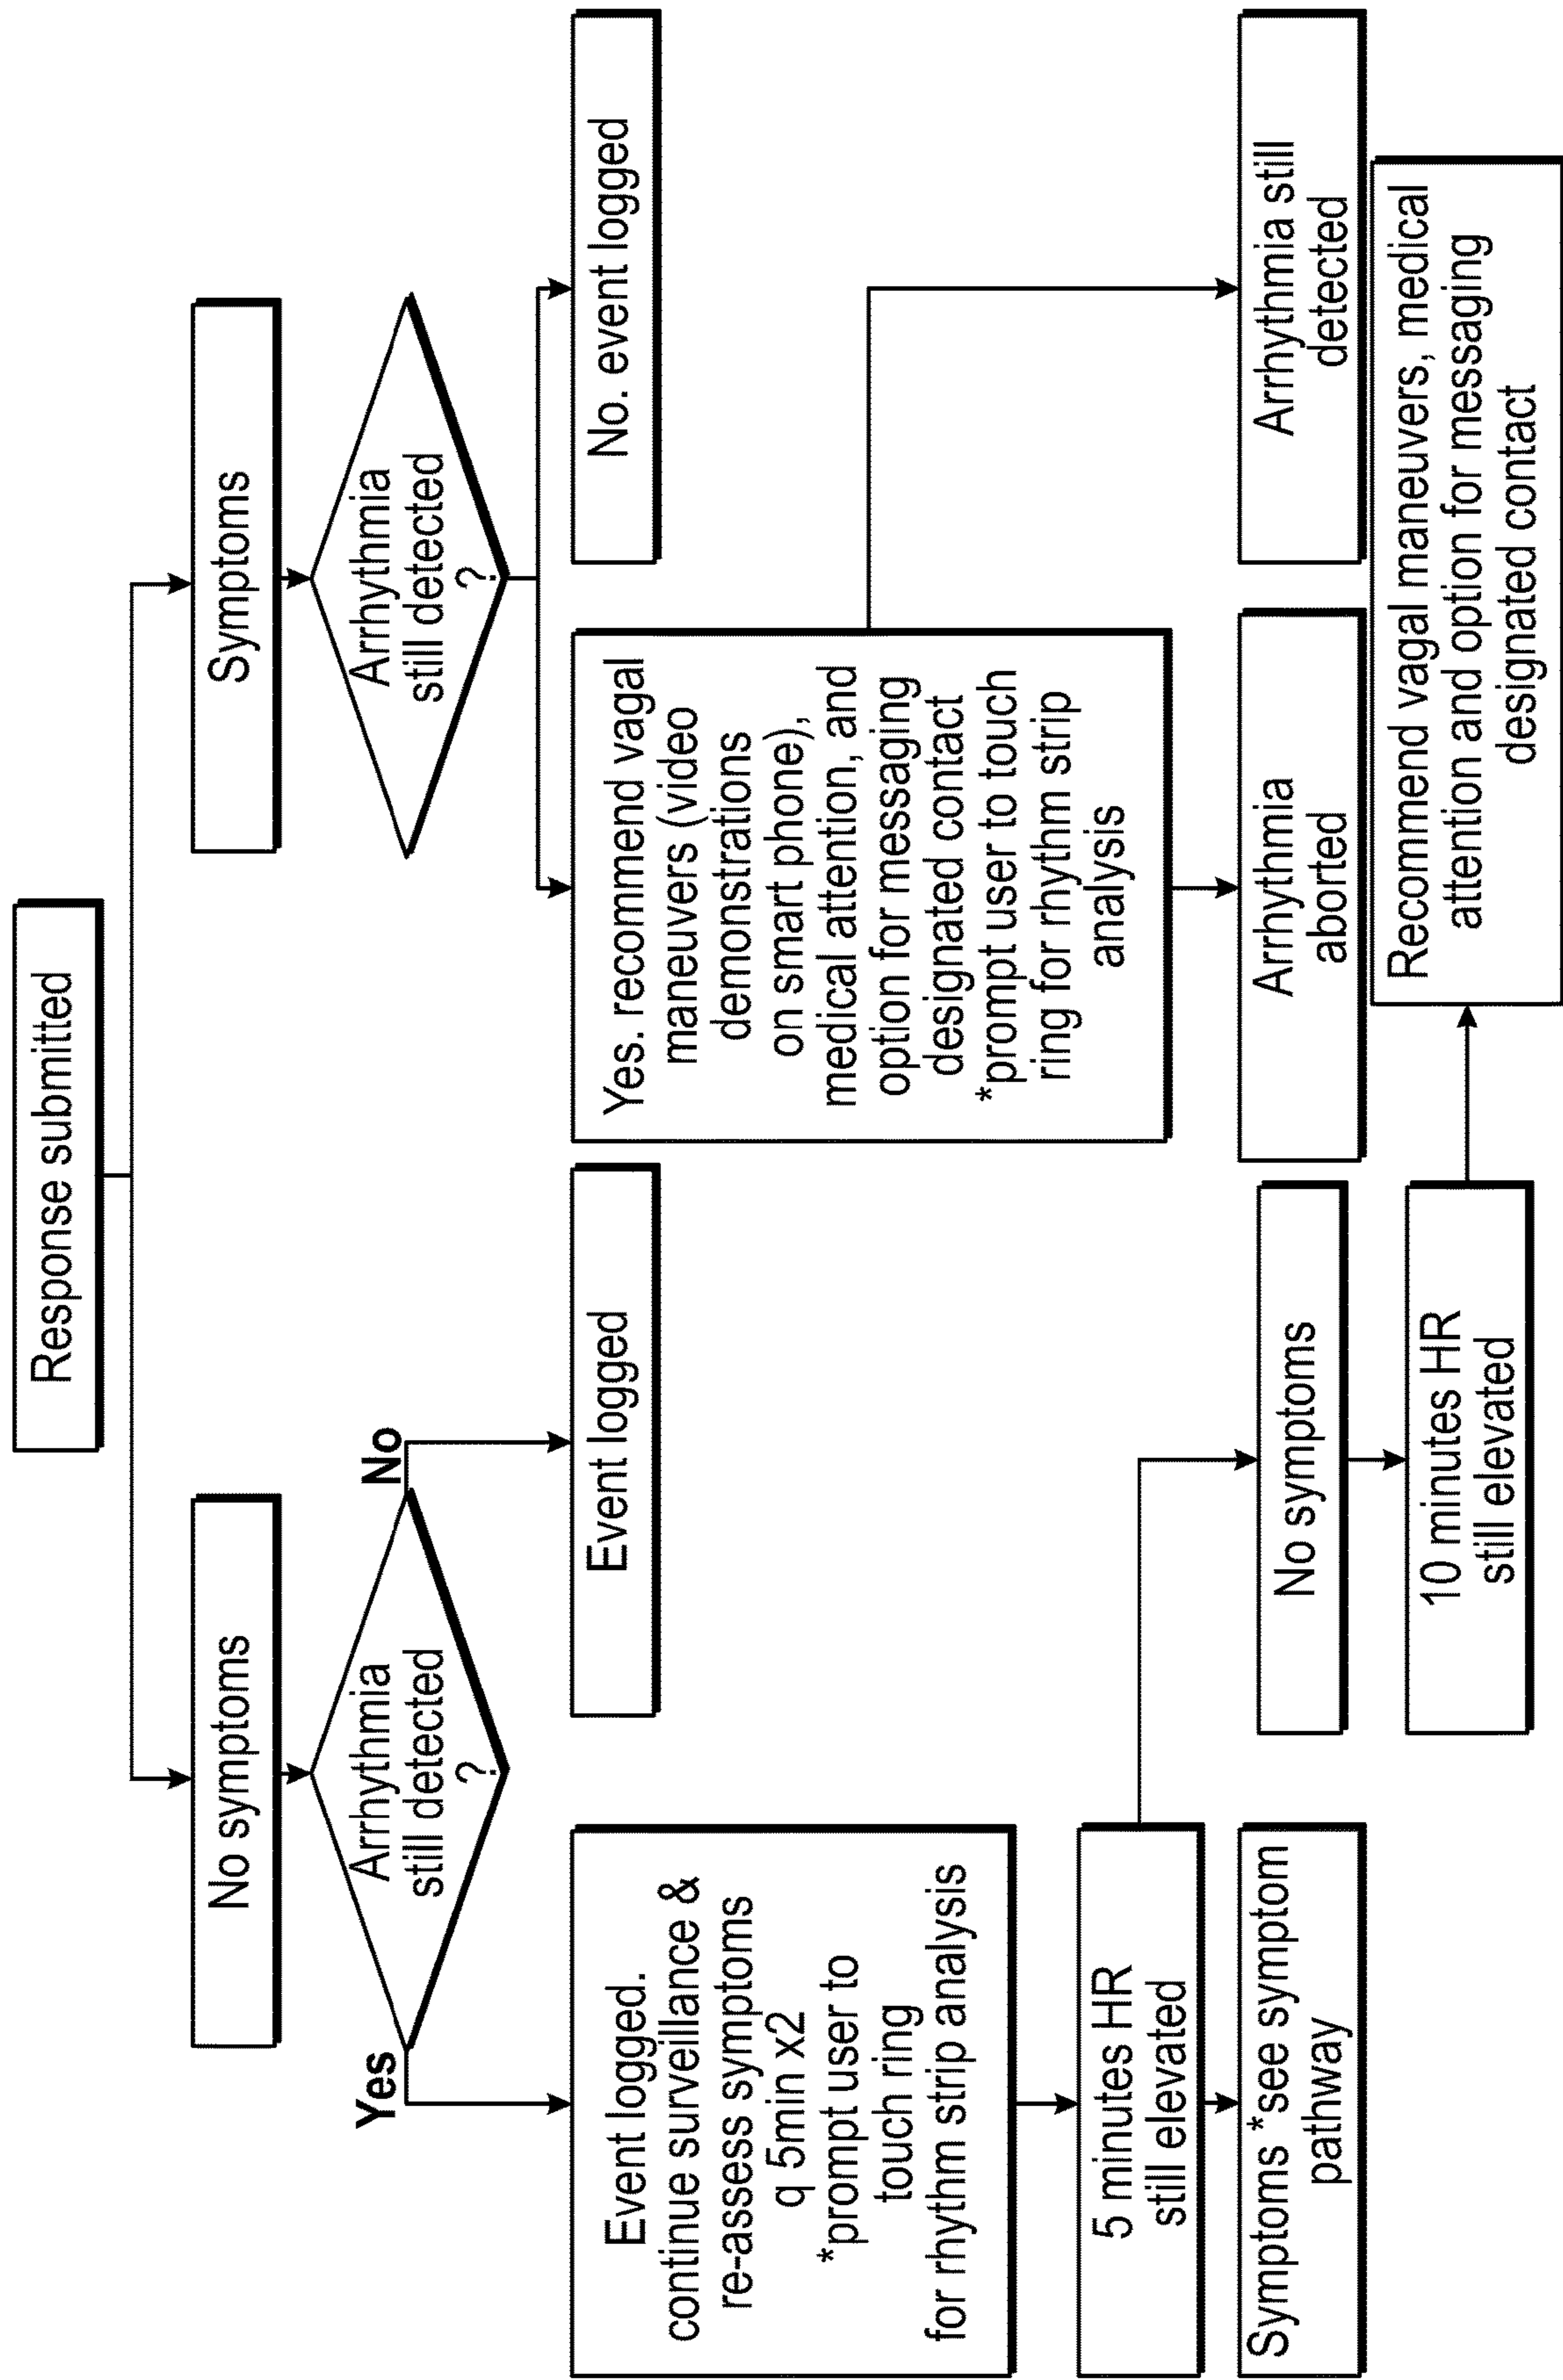 Response submitted
No symptoms
Symptoms
Arrhythmia
still detected
?
Arrhythmia
still detected
?
Yes
No
Event logged.
continue surveillance &
re-assess symptoms
q 5min x2
*prompt user to
touch ring
for rhythm strip analysis
Event logged
Yes. recommend vagal
maneuvers (video
demonstrations
on smart phone),
medical attention, and
option for messaging
designated contact
*prompt user to touch
ring for rhythm strip
analysis
No. event logged
5 minutes HR
still elevated
Symptoms *see symptom
pathway
No symptoms
10 minutes HR
still elevated
Arrhythmia
aborted
Arrhythmia still
detected
Recommend vagal maneuvers, medical
attention and option for messaging
designated contact